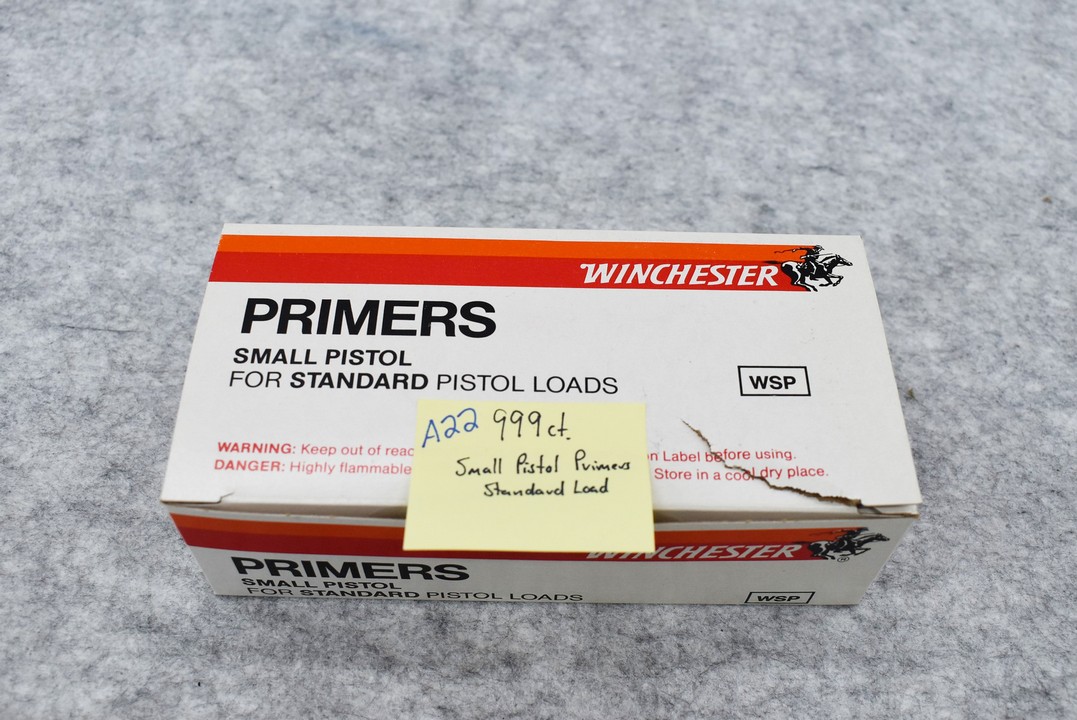 WINCHESTER
PRIMERS
SMALL PISTOL
FOR STANDARD PISTOL LOADS
WSP
A22 999 ct.
Small Pistol Primers
Standard Load
WARNING: Keep out of reac n Label before using.
DANGER: Highly flammable Store in a cool dry place.
WINCHESTER
®
PRIMERS
SMALL PISTOL
FOR STANDARD PISTOL LOADS
WSP